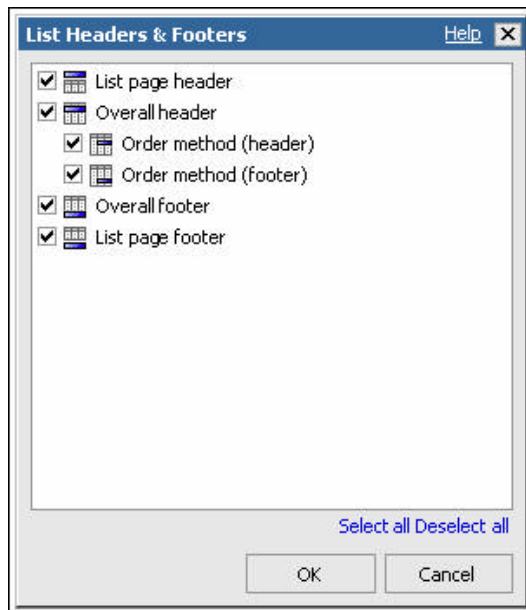 List Headers & Footers Help
List page header
Overall header
Order method (header)
Order method (footer)
Overall footer
List page footer
Select all Deselect all
OK Cancel